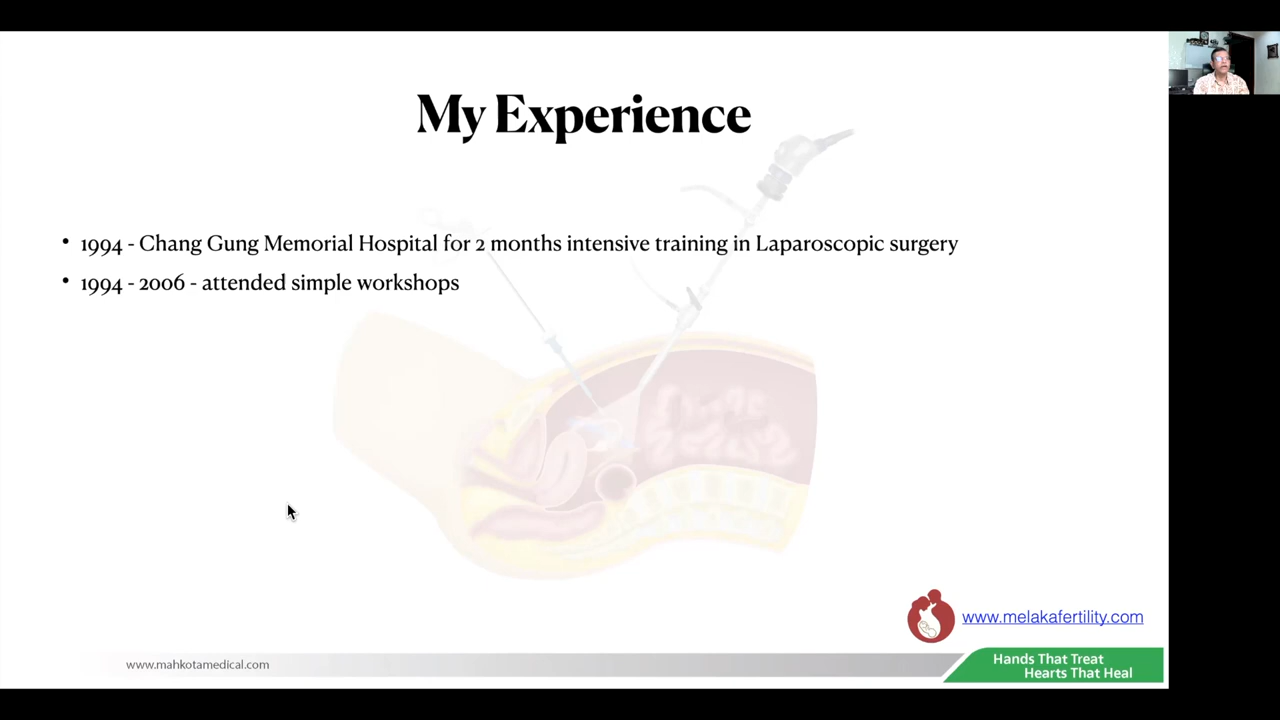 My Experience
• 1994 - Chang Gung Memorial Hospital for 2 months intensive training in Laparoscopic surgery
• 1994 - 2006 - attended simple workshops
www.melakafertility.com
www.mahkotamedical.com
Hands That Treat
Hearts That Heal